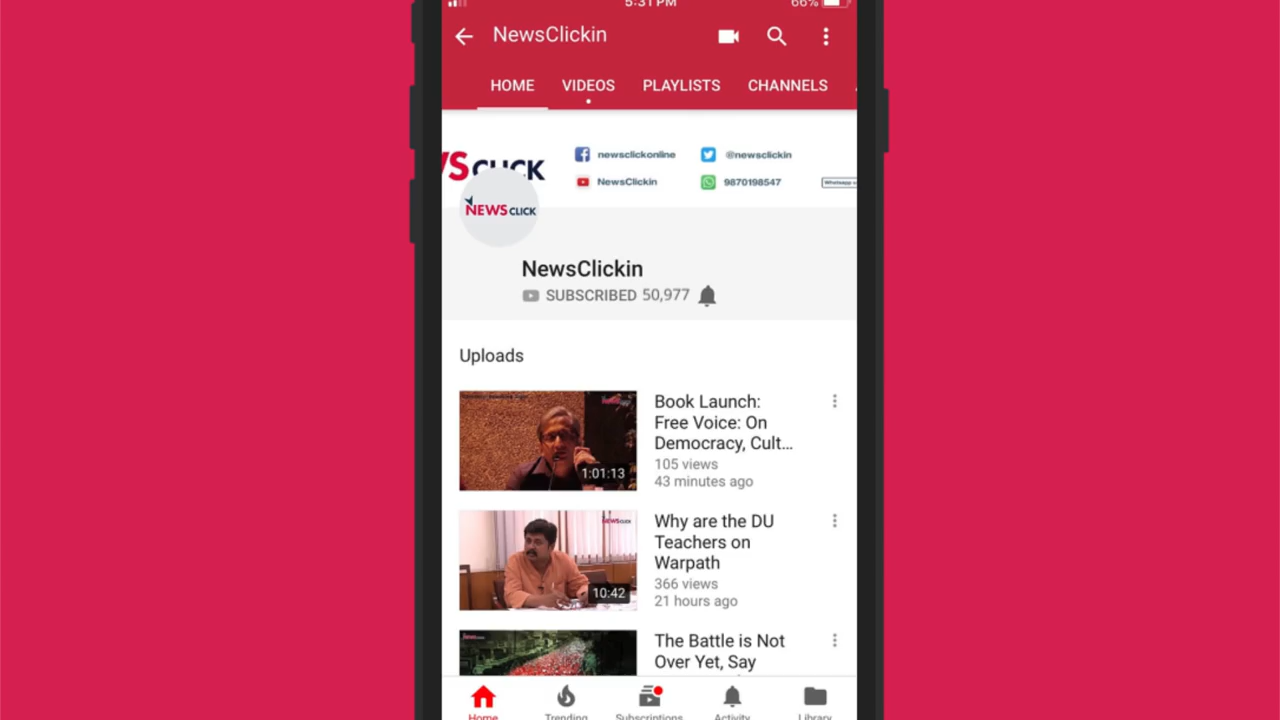 5:31 PM
66%
NewsClickin
HOME VIDEOS PLAYLISTS CHANNELS
WS CLICK
newsclickonline
@newsclickin
NewsClickin
9870198547
Whatsapp
NEWS CLICK
NewsClickin
SUBSCRIBED 50,977
Uploads
1:01:13
Book Launch:
Free Voice: On
Democracy, Cult...
105 views
43 minutes ago
NEWSCLICK
10:42
Why are the DU
Teachers on
Warpath
366 views
21 hours ago
The Battle is Not
Over Yet, Say
Home Trending Subscriptions Activity Library